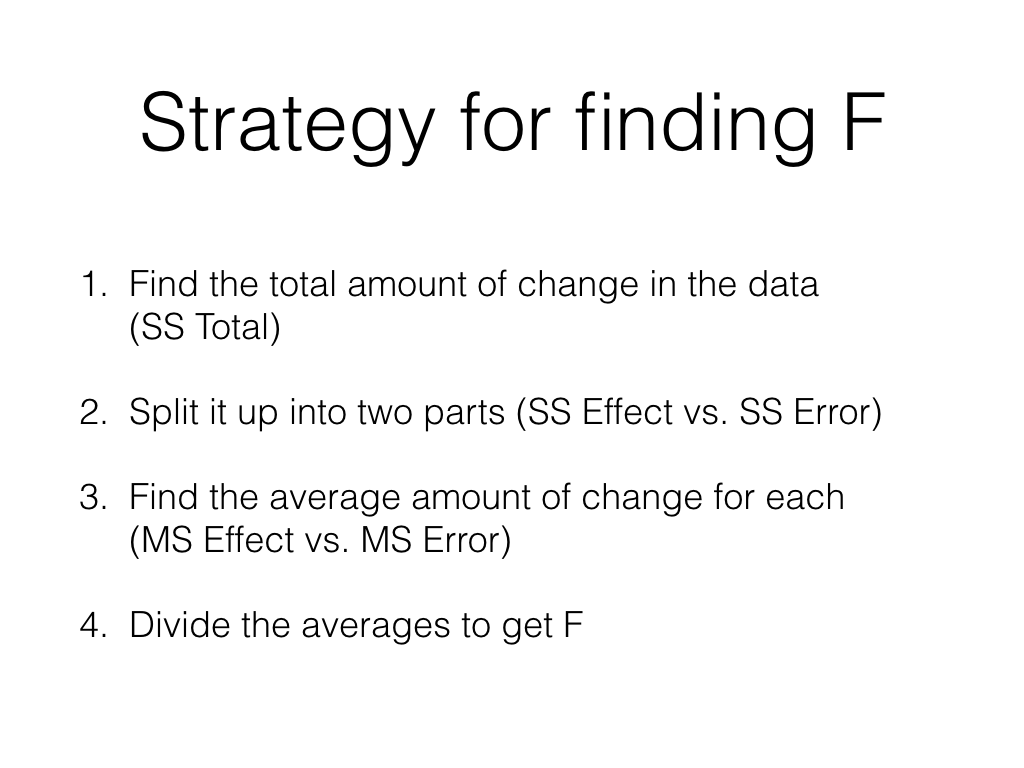 Strategy for finding F
1. Find the total amount of change in the data
(SS Total)
2. Split it up into two parts (SS Effect vs. SS Error)
3. Find the average amount of change for each
(MS Effect vs. MS Error)
4. Divide the averages to get F